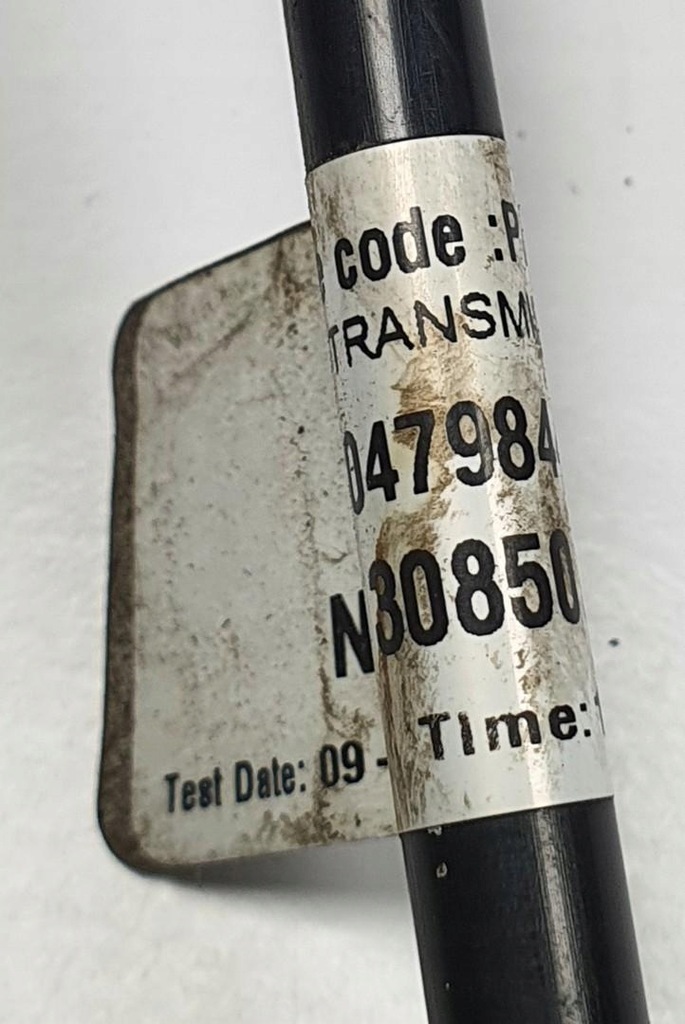 code :P
TRANSM
047984
N30850
Time:
Test Date: 09 -